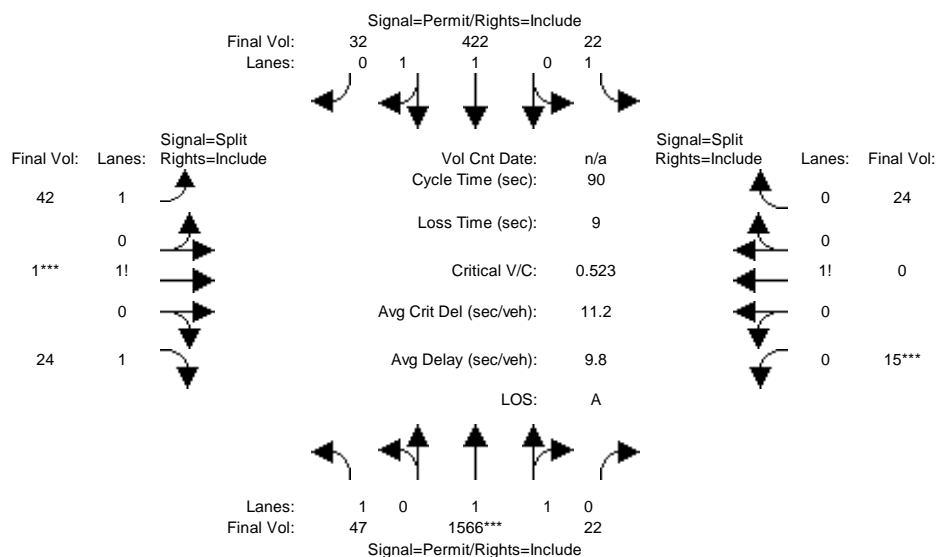 Signal=Permit/Rights=Include
Final Vol: 32 422 22
Lanes: 0 1 1 0 1
Signal=Split
Final Vol: Lanes: Rights=Include
Vol Cnt Date: n/a
Signal=Split
Rights=Include Lanes: Final Vol:
Cycle Time (sec): 90
42 1
0 24
Loss Time (sec): 9
0
0
1*** 1!
Critical V/C: 0.523
1! 0
0
Avg Crit Del (sec/veh): 11.2
0
24 1
Avg Delay (sec/veh): 9.8
0 15***
LOS: A
Lanes: 1 0 1 1 0
Final Vol: 47 1566*** 22
Signal=Permit/Rights=Include